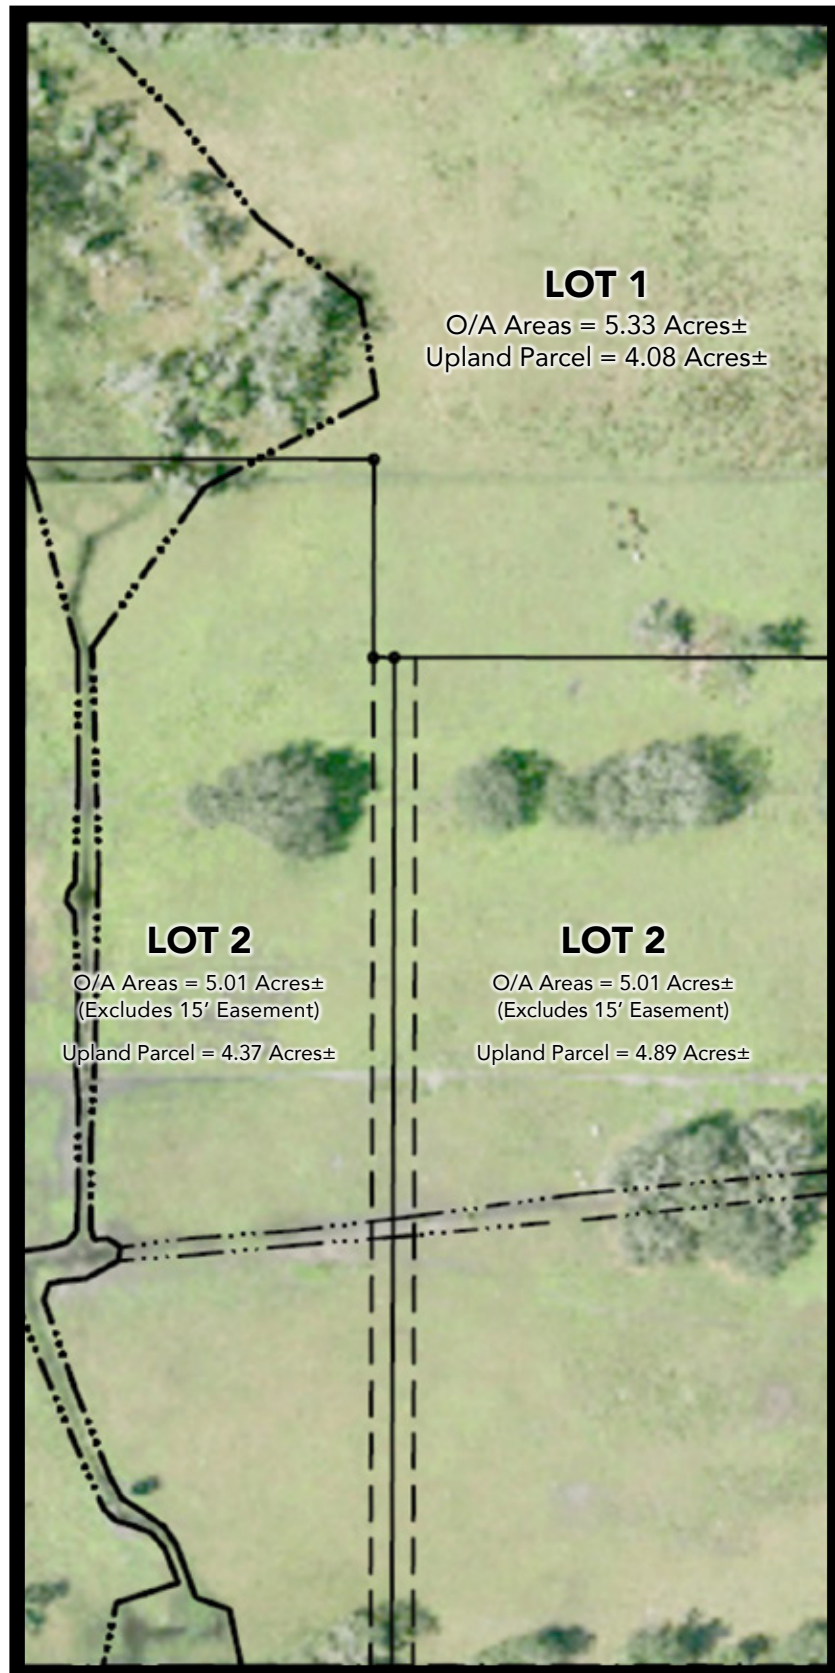 LOT 1
O/A Areas = 5.33 Acres±
Upland Parcel = 4.08 Acres±
LOT 2
O/A Areas = 5.01 Acres±
(Excludes 15’ Easement)
Upland Parcel = 4.37 Acres±
LOT 2
O/A Areas = 5.01 Acres±
(Excludes 15’ Easement)
Upland Parcel = 4.89 Acres±